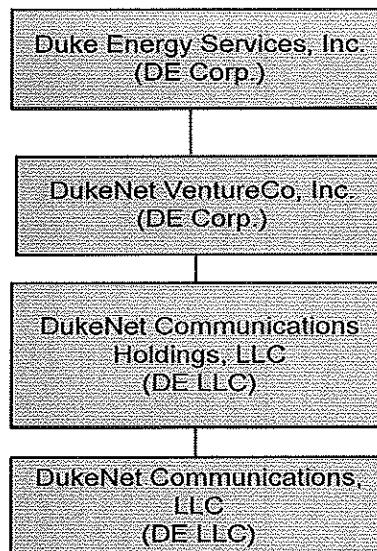 Duke Energy Services, Inc.
(DE Corp.)
DukeNet VentureCo, Inc.
(DE Corp.)
DukeNet Communications
Holdings, LLC
(DE LLC)
DukeNet Communications,
LLC
(DE LLC)